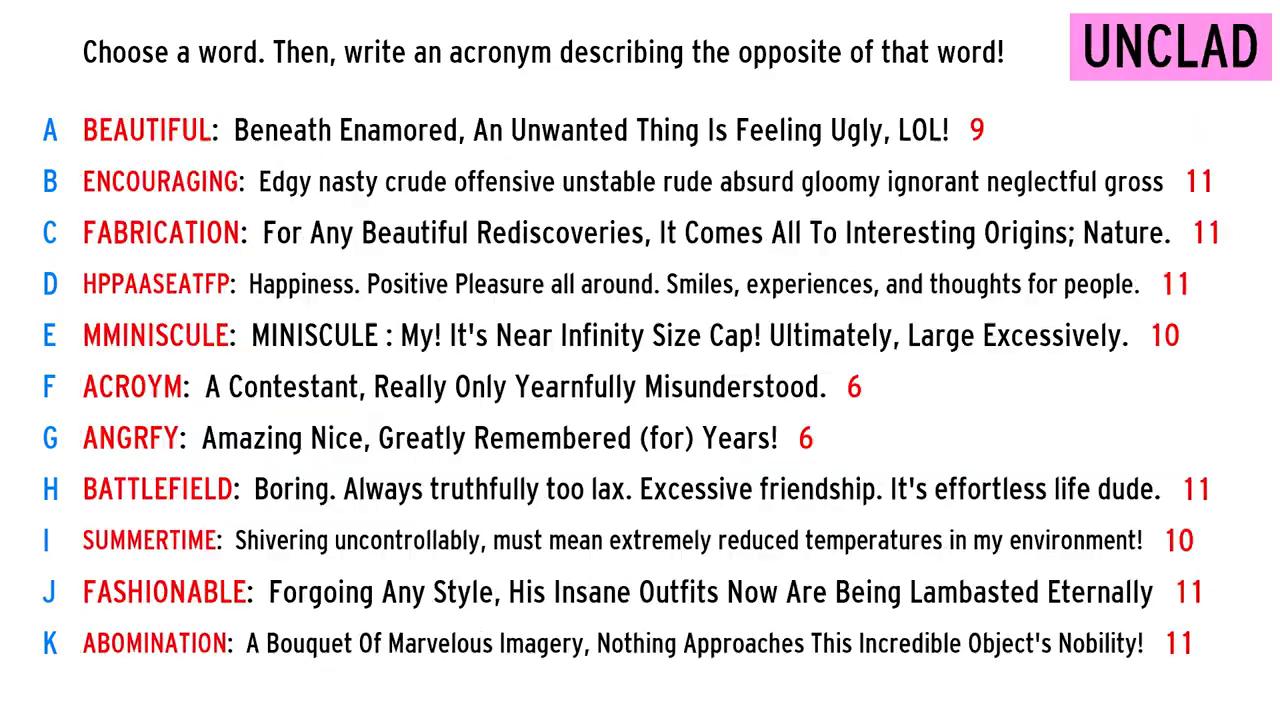 Choose a word. Then, write an acronym describing the opposite of that word!
UNCLAD
A BEAUTIFUL: Beneath Enamored, An Unwanted Thing Is Feeling Ugly, LOL! 9
B ENCOURAGING: Edgy nasty crude offensive unstable rude absurd gloomy ignorant neglectful gross 11
C FABRICATION: For Any Beautiful Rediscoveries, It Comes All To Interesting Origins; Nature. 11
D HPPAASEATFP: Happiness. Positive Pleasure all around. Smiles, experiences, and thoughts for people. 11
E MMINISCULE: MINISCULE : My! It's Near Infinity Size Cap! Ultimately, Large Excessively. 10
F ACROYM: A Contestant, Really Only Yearnfully Misunderstood. 6
G ANGRFY: Amazing Nice, Greatly Remembered (for) Years! 6
H BATTLEFIELD: Boring. Always truthfully too lax. Excessive friendship. It's effortless life dude. 11
I SUMMERTIME: Shivering uncontrollably, must mean extremely reduced temperatures in my environment! 10
J FASHIONABLE: Forgoing Any Style, His Insane Outfits Now Are Being Lambasted Eternally 11
K ABOMINATION: A Bouquet Of Marvelous Imagery, Nothing Approaches This Incredible Object's Nobility! 11